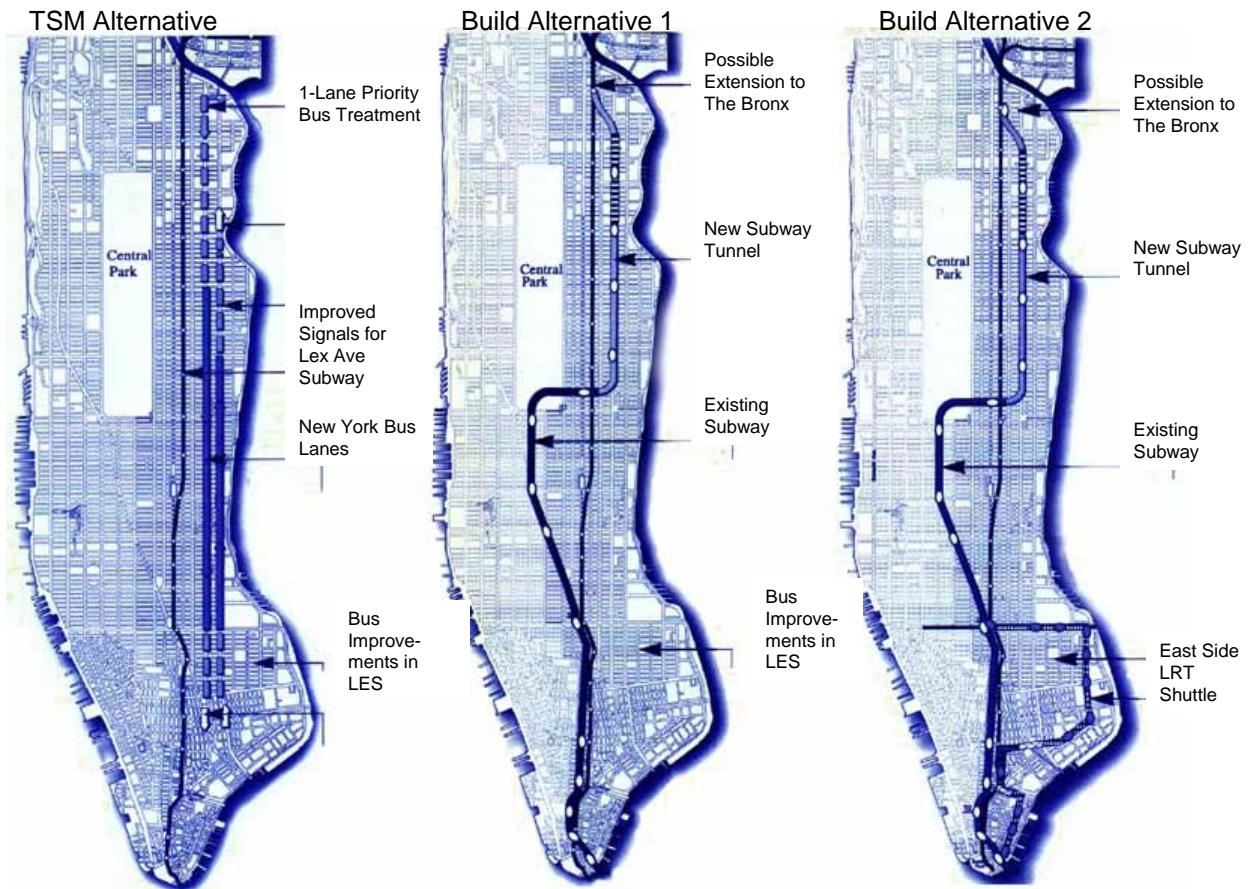 TSM Alternative
1-Lane Priority
Bus Treatment
Central
Park
Improved
Signals for
Lex Ave
Subway
New York Bus
Lanes
Bus
Improve-
ments in
LES
Build Alternative 1
Possible
Extension to
The Bronx
New Subway
Tunnel
Central
Park
Existing
Subway
Bus
Improve-
ments in
LES
Build Alternative 2
Possible
Extension to
The Bronx
New Subway
Tunnel
Central
Park
Existing
Subway
East Side
LRT
Shuttle